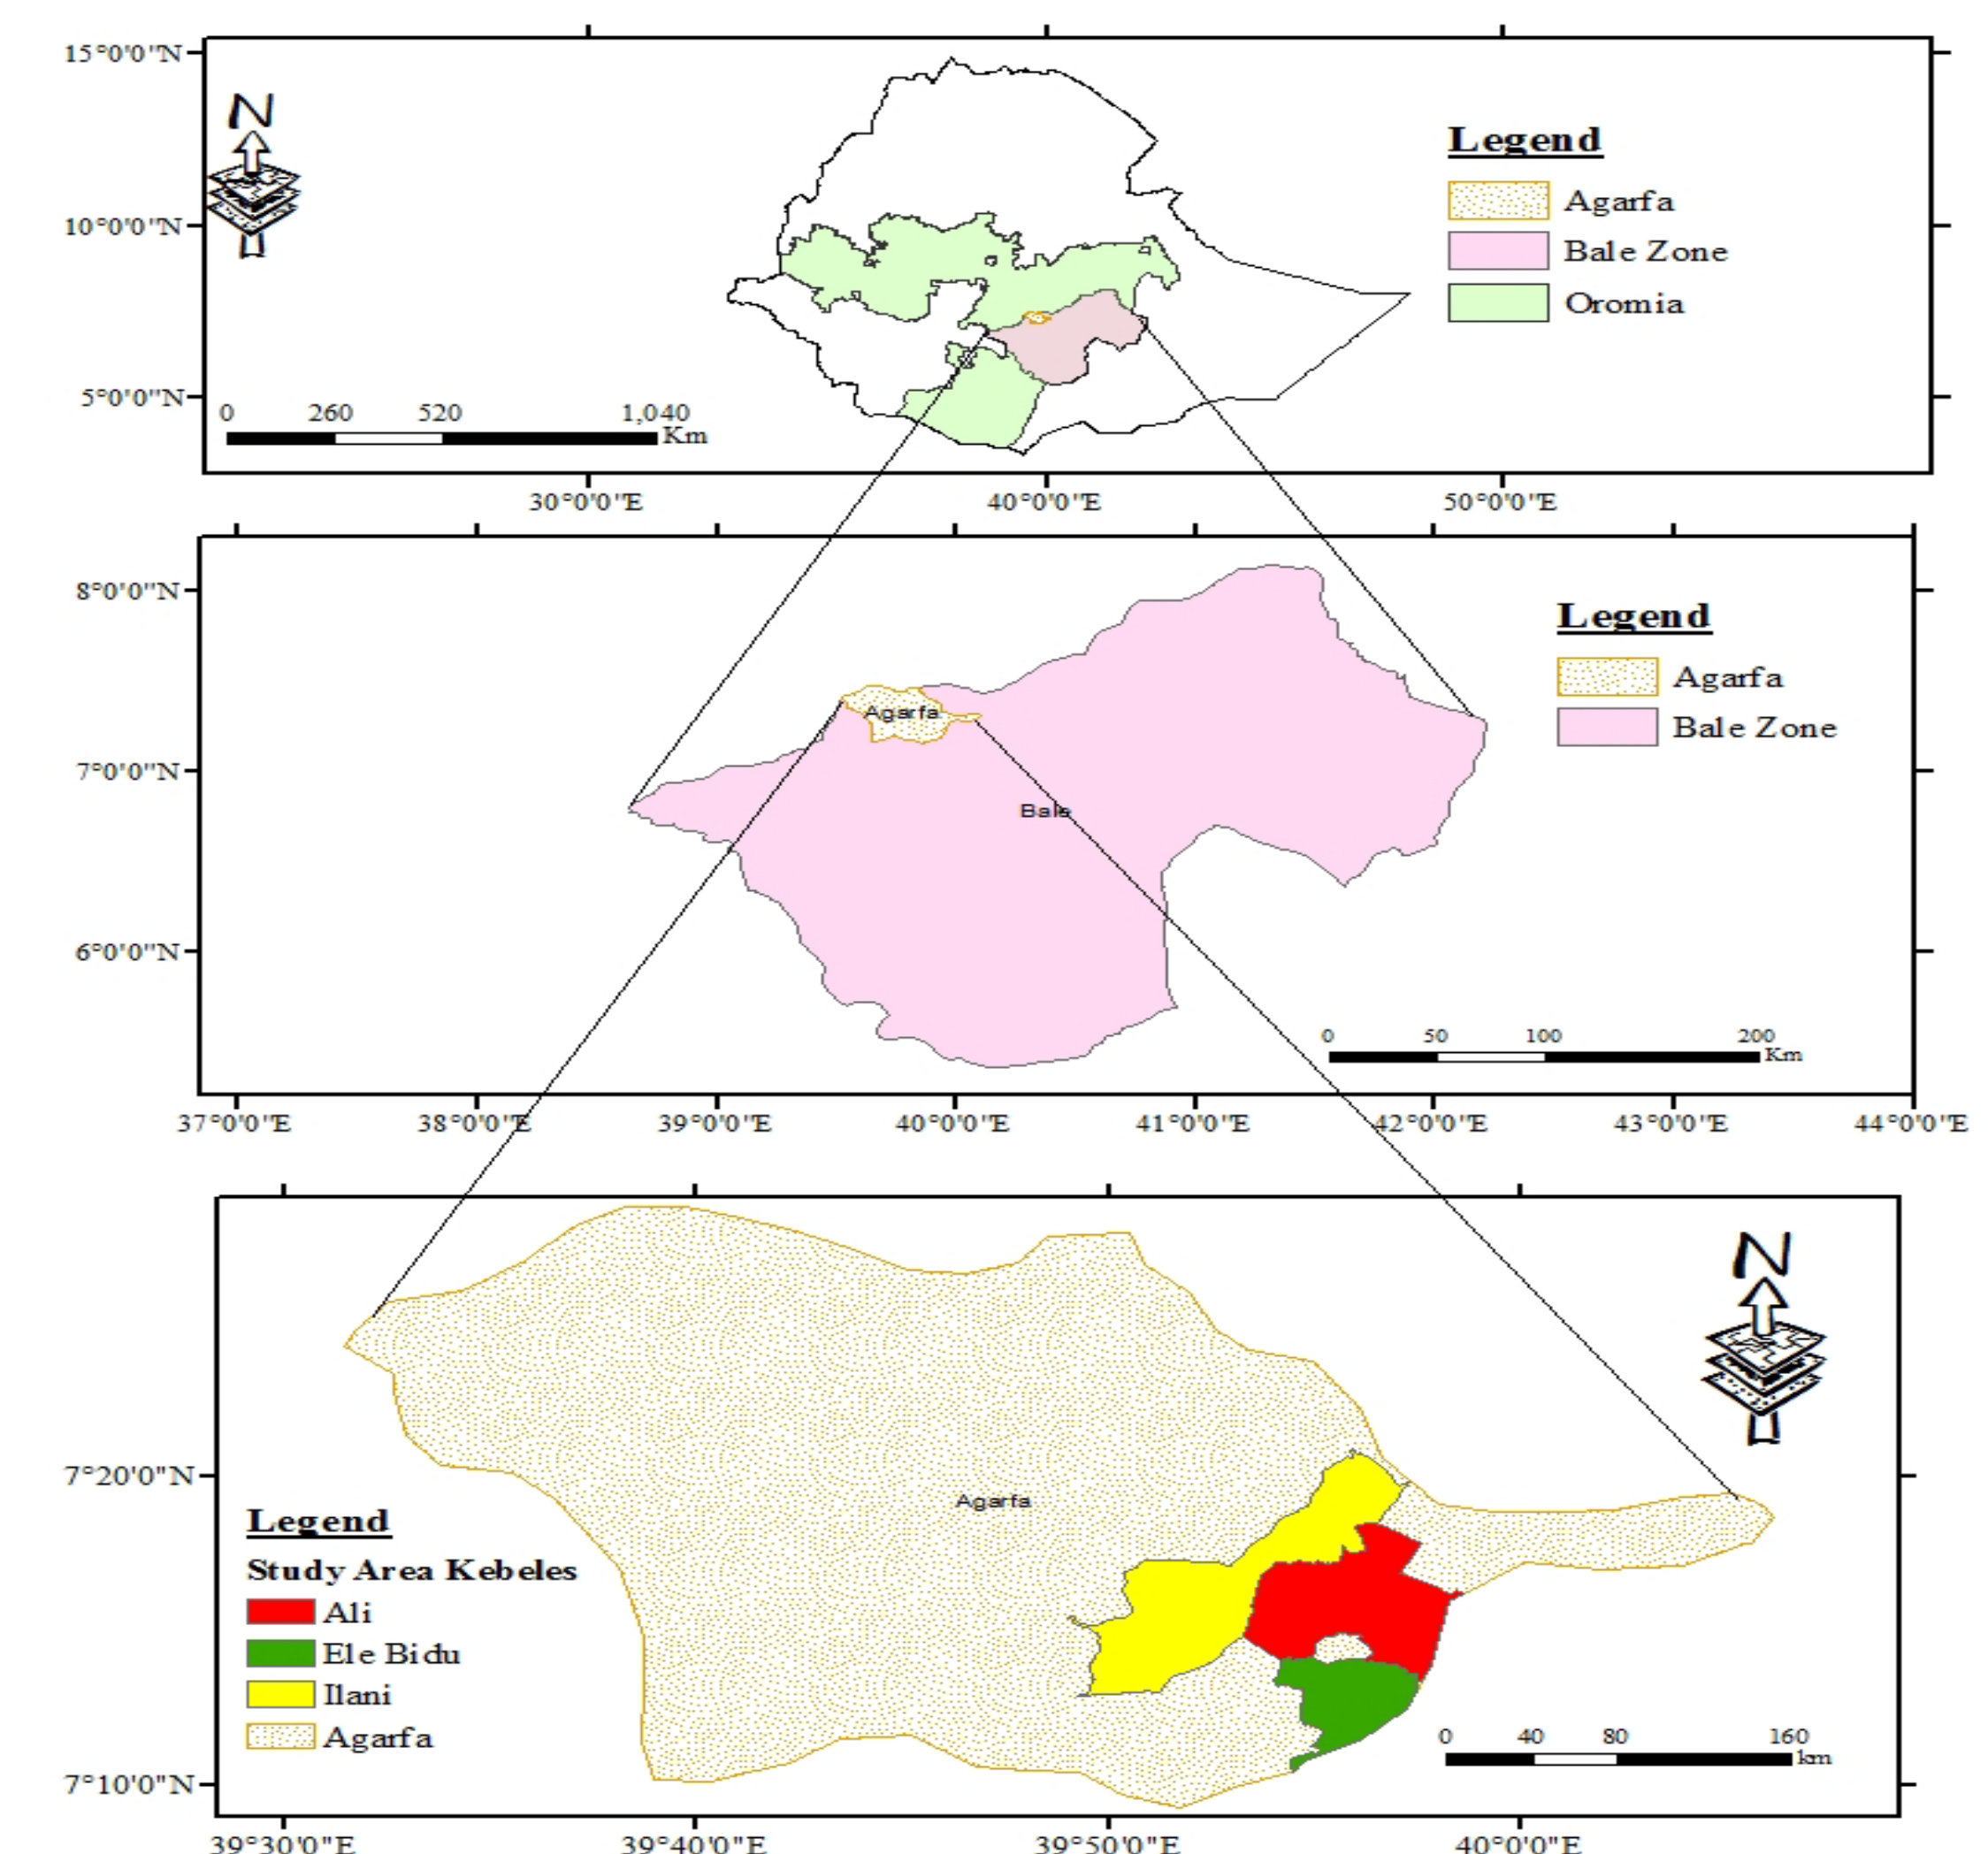 15°0'0"N
N
Legend
Agarfa
10°0'0"N
Bale Zone
Oromia
5°0'0"N
0 260 520 1,040
Km
30°0'0"E 40°0'0"E 50°0'0"E
8°0'0"N
Legend
Agarfa
Agarfa
Bale Zone
7°0'0"N
Bale
6°0'0"N
0 50 100 200
Km
37°0'0"E 38°0'0"E 39°0'0"E 40°0'0"E 41°0'0"E 42°0'0"E 43°0'0"E 44°0'0"E
N
7°20'0"N
Agarfa
Legend
Study Area Kebeles
Ali
Ele Bidu
Ilani
Agarfa
0 40 80 160
km
7°10'0"N
39°30'0"E 39°40'0"E 39°50'0"E 40°0'0"E